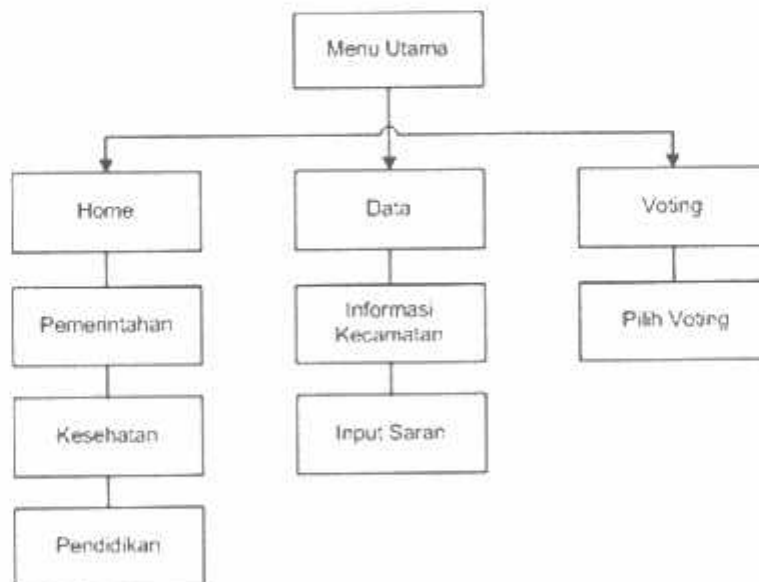 Menu Utama
Home
Data
Voting
Pemerintahan
Informasi
Kecamatan
Pilih Voting
Kesehatan
Input Saran
Pendidikan